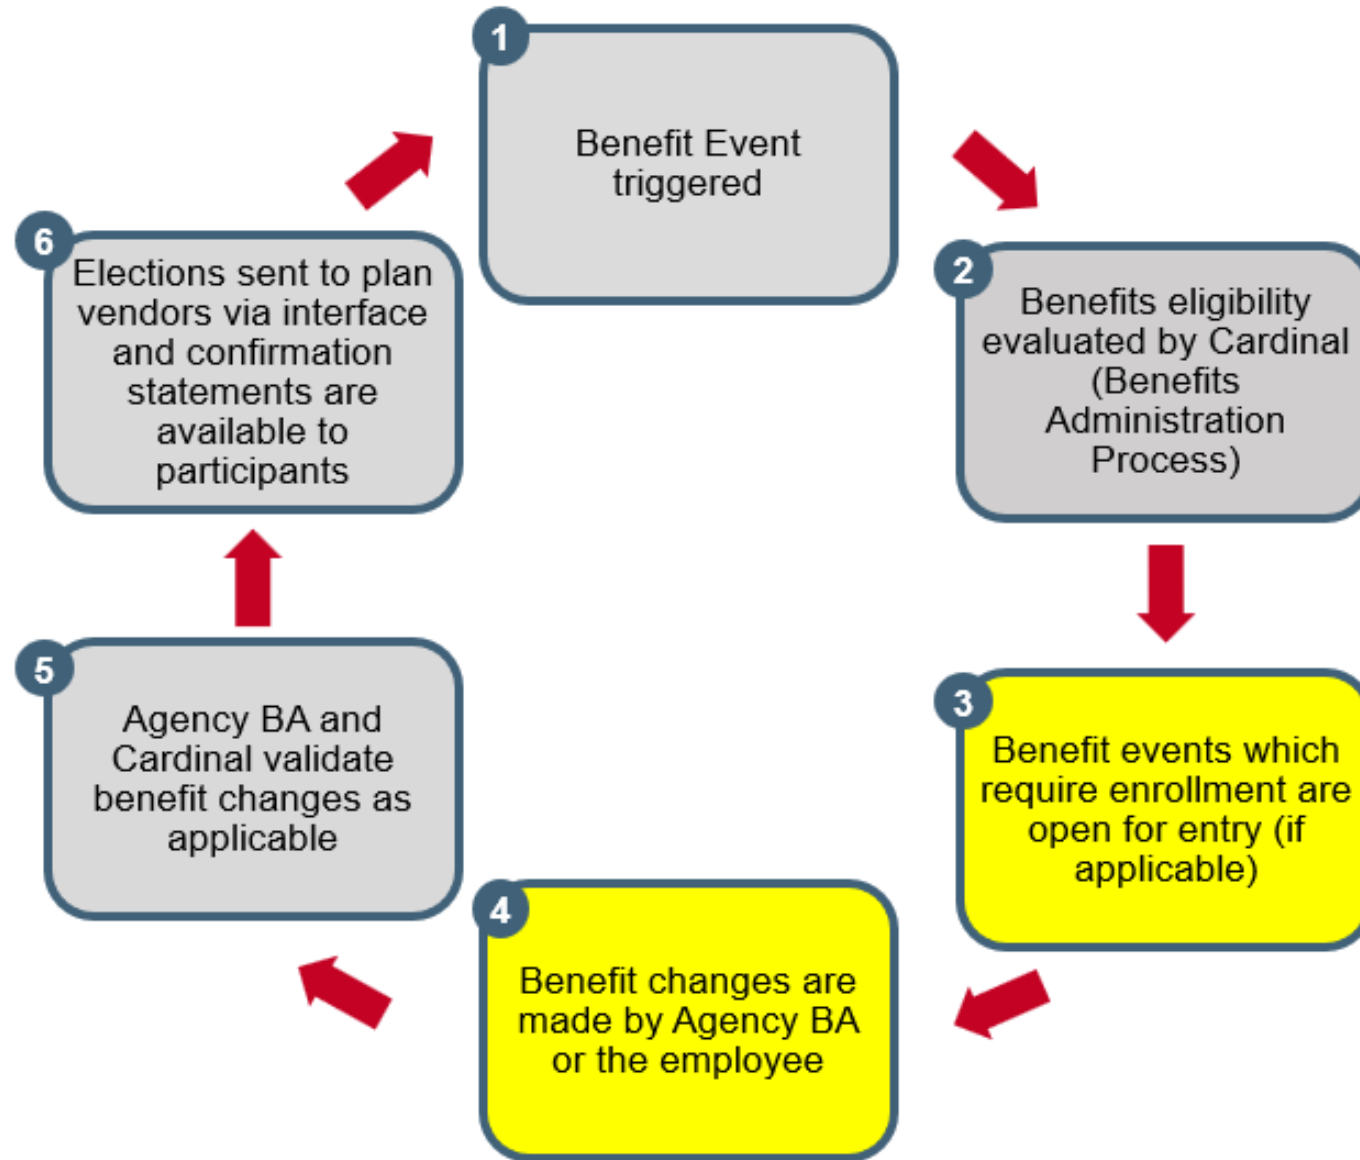 1
Benefit Event
triggered
2
Benefits eligibility
evaluated by Cardinal
(Benefits
Administration
Process)
3
Benefit events which
require enrollment are
open for entry (if
applicable)
4
Benefit changes are
made by Agency BA
or the employee
5
Agency BA and
Cardinal validate
benefit changes as
applicable
6
Elections sent to plan
vendors via interface
and confirmation
statements are
available to
participants